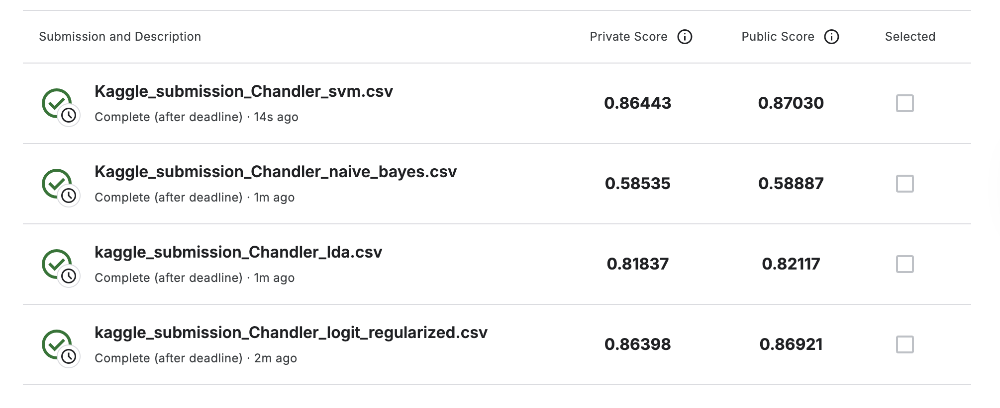 Submission and Description Private Score Public Score Selected
Kaggle_submission_Chandler_svm.csv
Complete (after deadline) · 14s ago
0.86443 0.87030
Kaggle_submission_Chandler_naive_bayes.csv
Complete (after deadline) · 1m ago
0.58535 0.58887
kaggle_submission_Chandler_lda.csv
Complete (after deadline) · 1m ago
0.81837 0.82117
kaggle_submission_Chandler_logit_regularized.csv
Complete (after deadline) · 2m ago
0.86398 0.86921